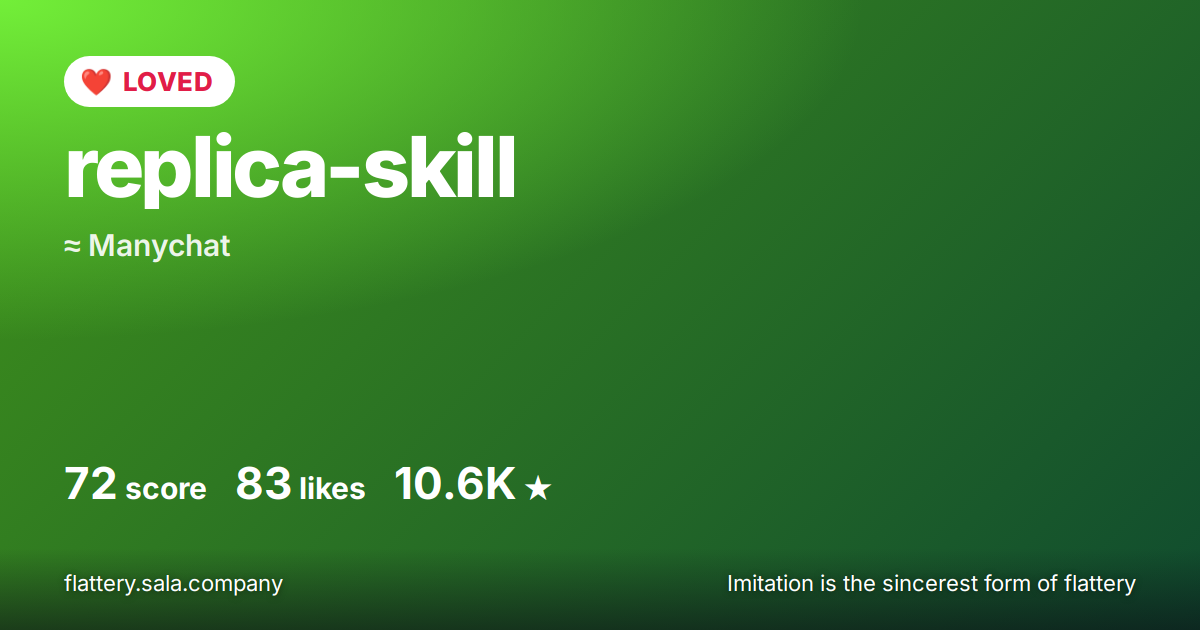 ❤️ LOVED
replica-skill
≈ Manychat
72 score 83 likes 10.6K ★
flattery.sala.company
Imitation is the sincerest form of flattery